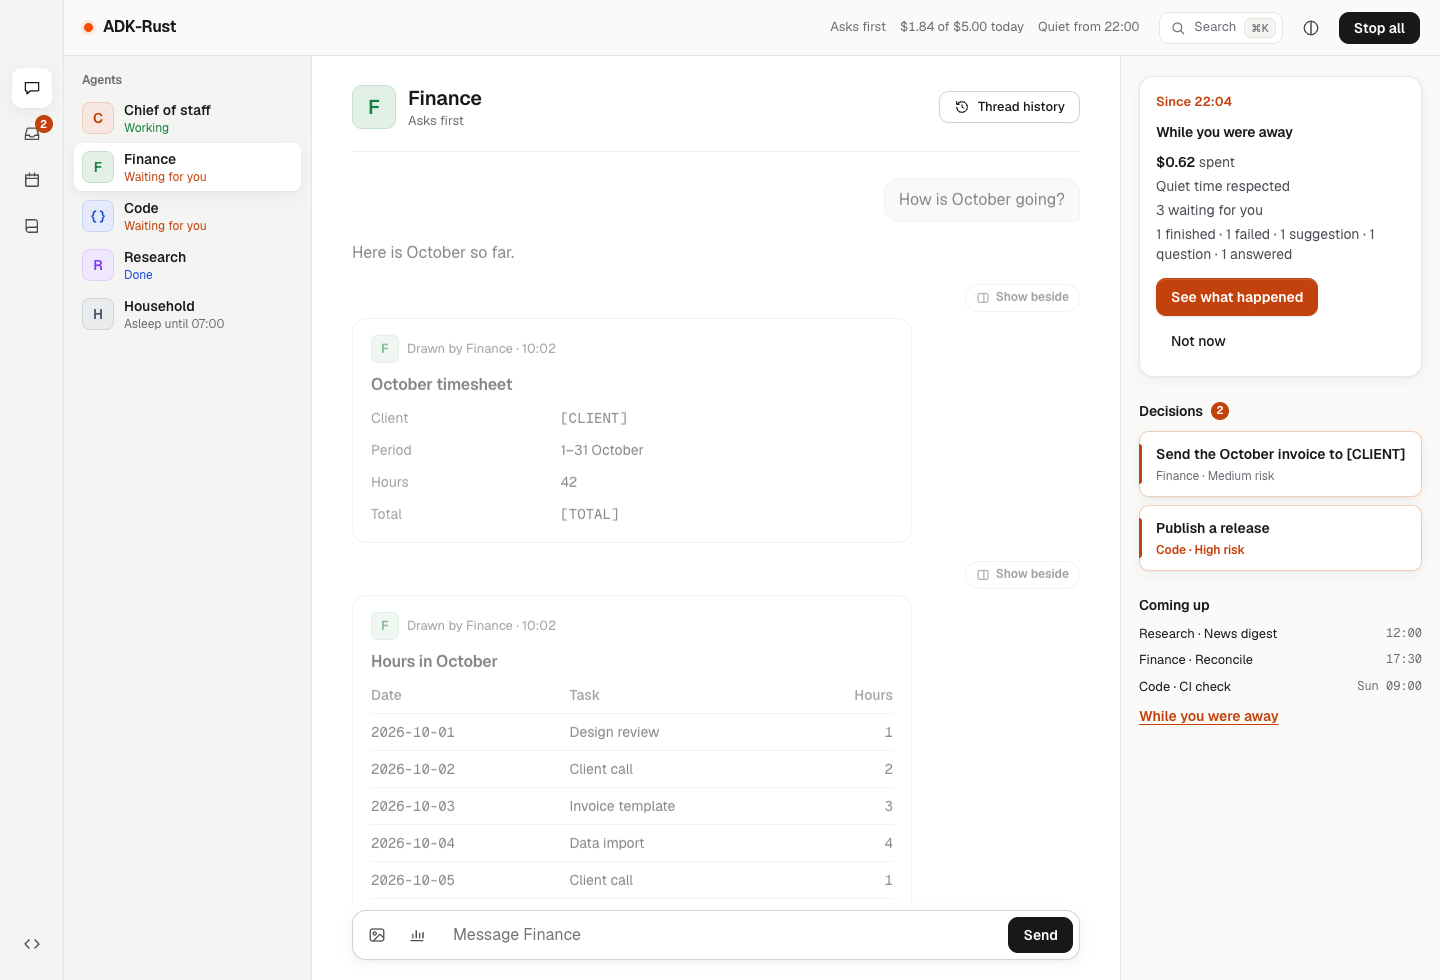 ADK-Rust
Asks first
$1.84 of $5.00 today
Quiet from 22:00
Search ⌘K
Stop all
2
Agents
C
Chief of staff
Working
F
Finance
Waiting for you
{}
Code
Waiting for you
R
Research
Done
H
Household
Asleep until 07:00
F
Finance
Asks first
Thread history
How is October going?
Here is October so far.
Show beside
F
Drawn by Finance · 10:02
October timesheet
Client [CLIENT]
Period 1–31 October
Hours 42
Total [TOTAL]
Show beside
F
Drawn by Finance · 10:02
Hours in October
Date Task Hours
2026-10-01 Design review 1
2026-10-02 Client call 2
2026-10-03 Invoice template 3
2026-10-04 Data import 4
2026-10-05 Client call 1
Message Finance
Send
Since 22:04
While you were away
$0.62 spent
Quiet time respected
3 waiting for you
1 finished · 1 failed · 1 suggestion · 1
question · 1 answered
See what happened
Not now
Decisions 2
Send the October invoice to [CLIENT]
Finance · Medium risk
Publish a release
Code · High risk
Coming up
Research · News digest 12:00
Finance · Reconcile 17:30
Code · CI check Sun 09:00
While you were away